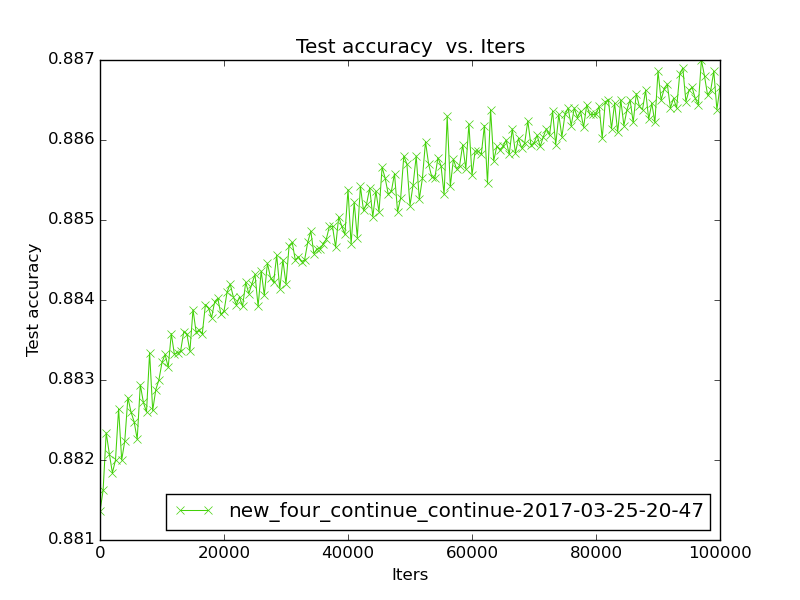 Test accuracy  vs. Iters
0.887
0.886
0.885
0.884
0.883
0.882
0.881
Test accuracy
new_four_continue_continue-2017-03-25-20-47
0 20000 40000 60000 80000 100000
Iters